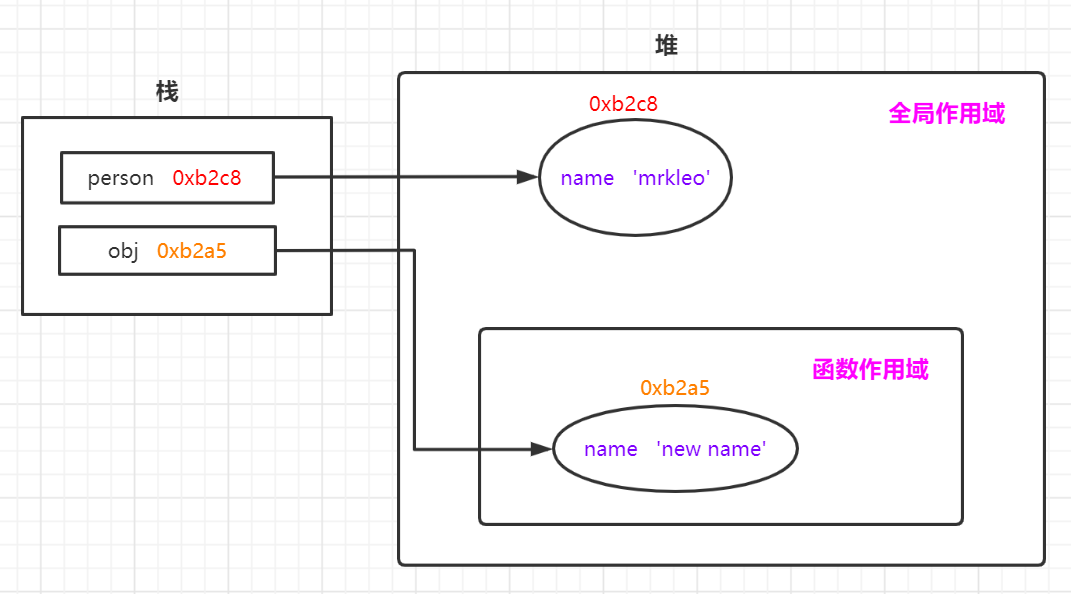 堆
栈
0xb2c8
全局作用域
person 0xb2c8
name 'mrkleo'
obj 0xb2a5
函数作用域
0xb2a5
name 'new name'